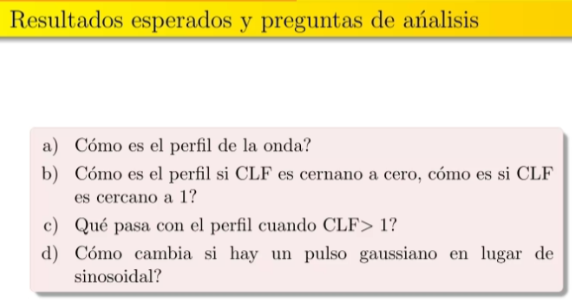 Resultados esperados y preguntas de ańalisis
a) Cómo es el perfil de la onda?
b) Cómo es el perfil si CLF es cernano a cero, cómo es si CLF
es cercano a 1?
c) Qué pasa con el perfil cuando CLF> 1?
d) Cómo cambia si hay un pulso gaussiano en lugar de
sinosoidal?